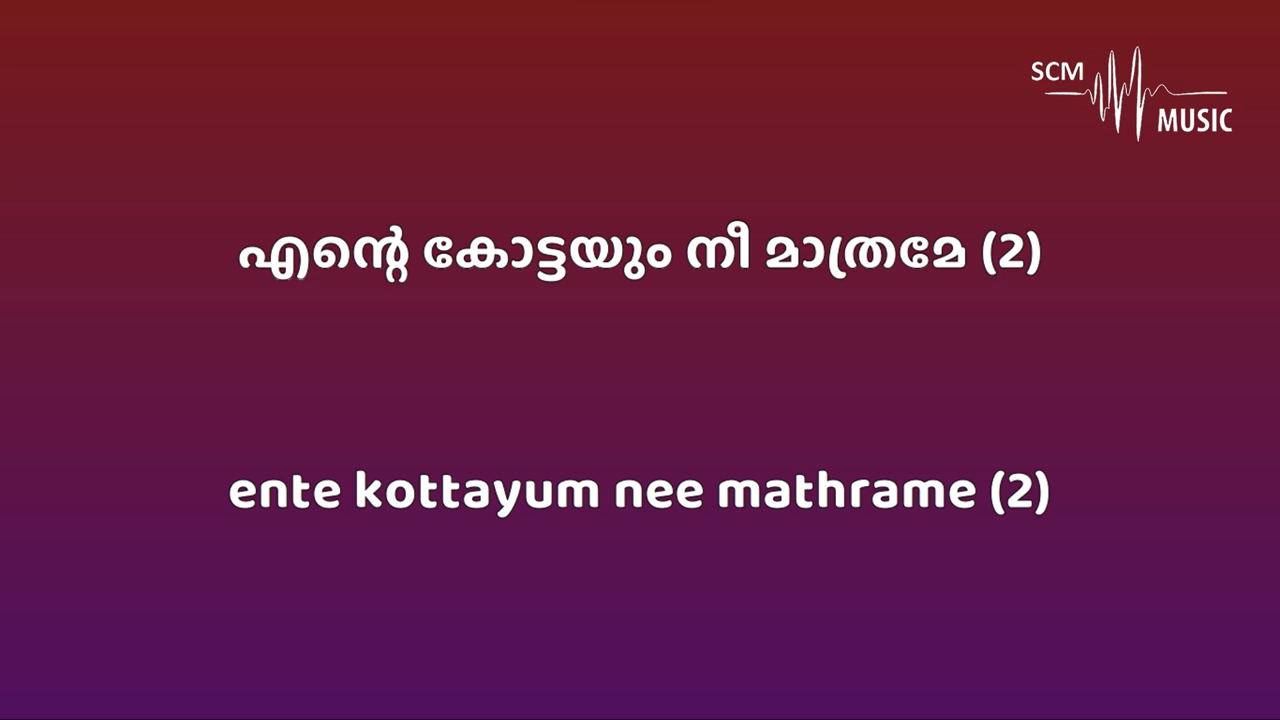 SCM
MUSIC
എന്റെ കോട്ടയും നീ മാത്രമേ (2)
ente kottayum nee mathrame (2)